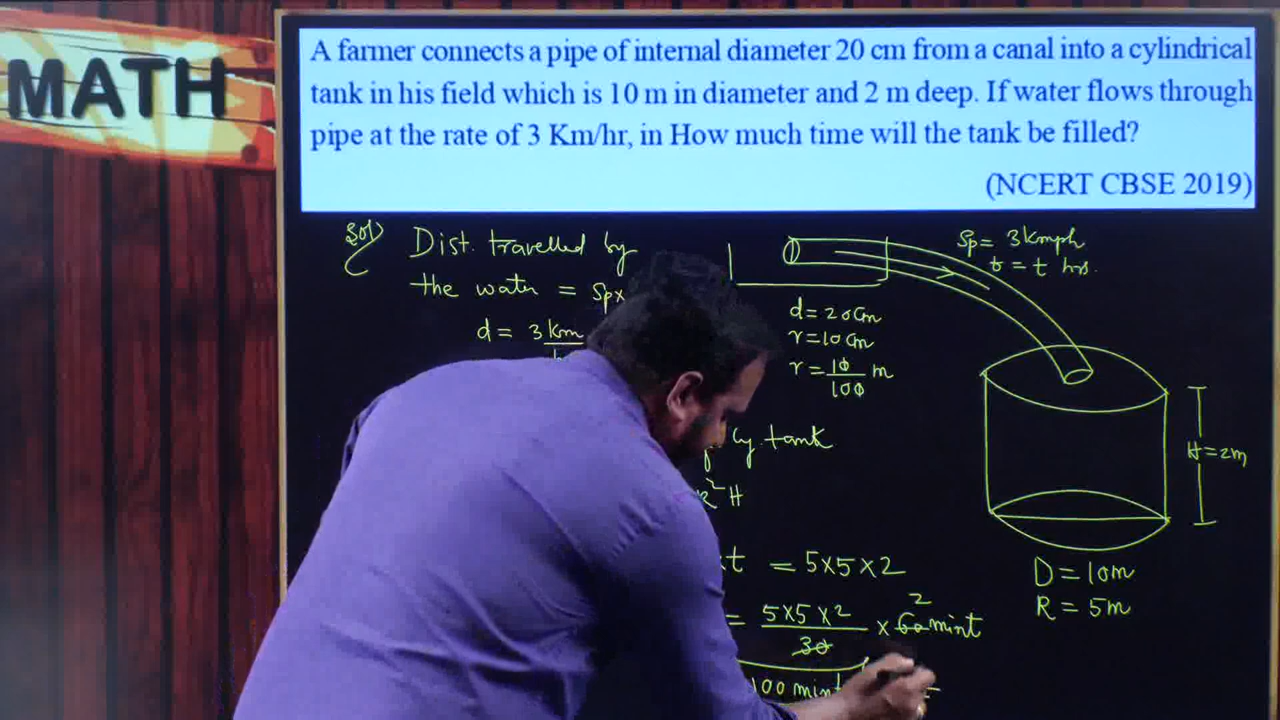 MATH
A farmer connects a pipe of internal diameter 20 cm from a canal into a cylindrical
tank in his field which is 10 m in diameter and 2 m deep. If water flows through
pipe at the rate of 3 Km/hr, in How much time will the tank be filled?
(NCERT CBSE 2019)
Sol)
Dist. travelled by
the water = Spx
d = 3 Km
Sp = 3 Kmph
t = t hrs.
d = 20 Cm
r = 10 Cm
r = 10/100 m
Cy. tank
R²H
t = 5×5×2
= 5×5×2/30 × 60 mint
2
100 mint
=
H = 2m
D = 10m
R = 5m